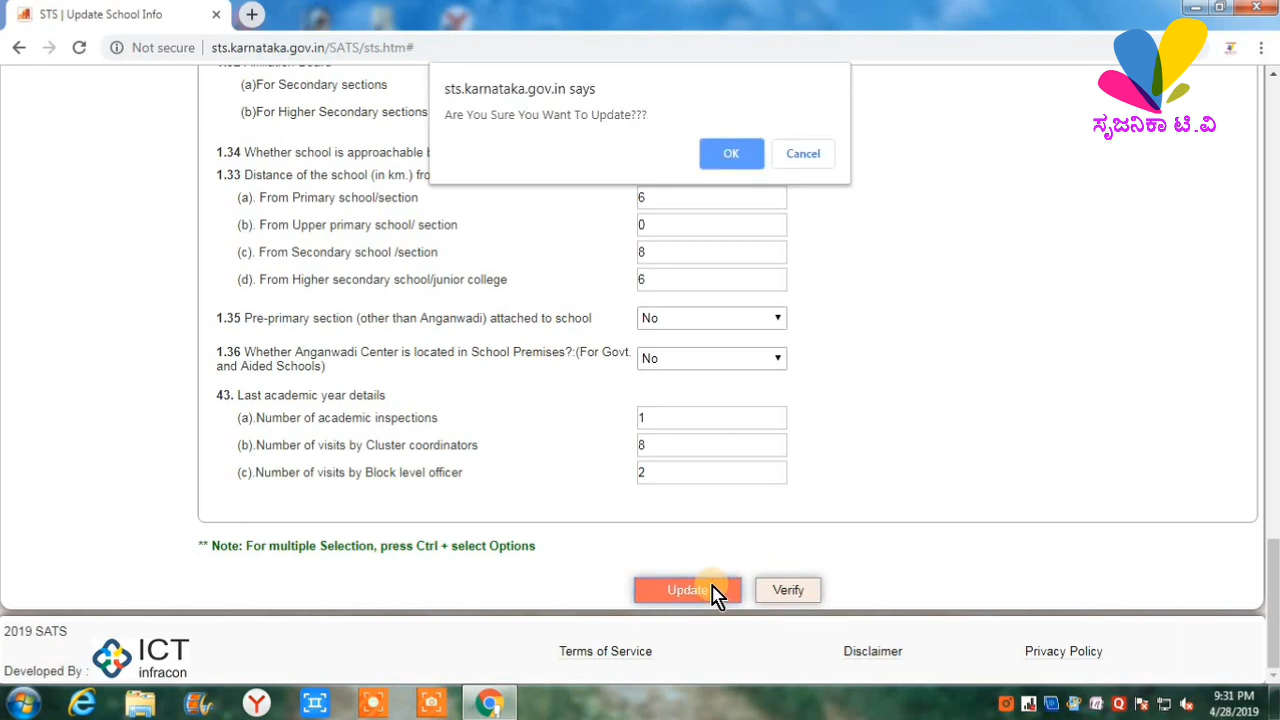 STS | Update School Info
Not secure | sts.karnataka.gov.in/SATS/sts.htm#
ಸೃಜನಿಕಾ ಟಿ.ವಿ
sts.karnataka.gov.in says
Are You Sure You Want To Update???
OK Cancel
(a)For Secondary sections
(b)For Higher Secondary sections
1.34 Whether school is approachable
1.33 Distance of the school (in km.)
(a). From Primary school/section 6
(b). From Upper primary school/ section 0
(c). From Secondary school /section 8
(d). From Higher secondary school/junior college 6
1.35 Pre-primary section (other than Anganwadi) attached to school No
1.36 Whether Anganwadi Center is located in School Premises?:(For Govt. and Aided Schools) No
43. Last academic year details
(a).Number of academic inspections 1
(b).Number of visits by Cluster coordinators 8
(c).Number of visits by Block level officer 2
** Note: For multiple Selection, press Ctrl + select Options
Update Verify
2019 SATS
Developed By : ICT infracon
Terms of Service Disclaimer Privacy Policy
9:31 PM
4/28/2019